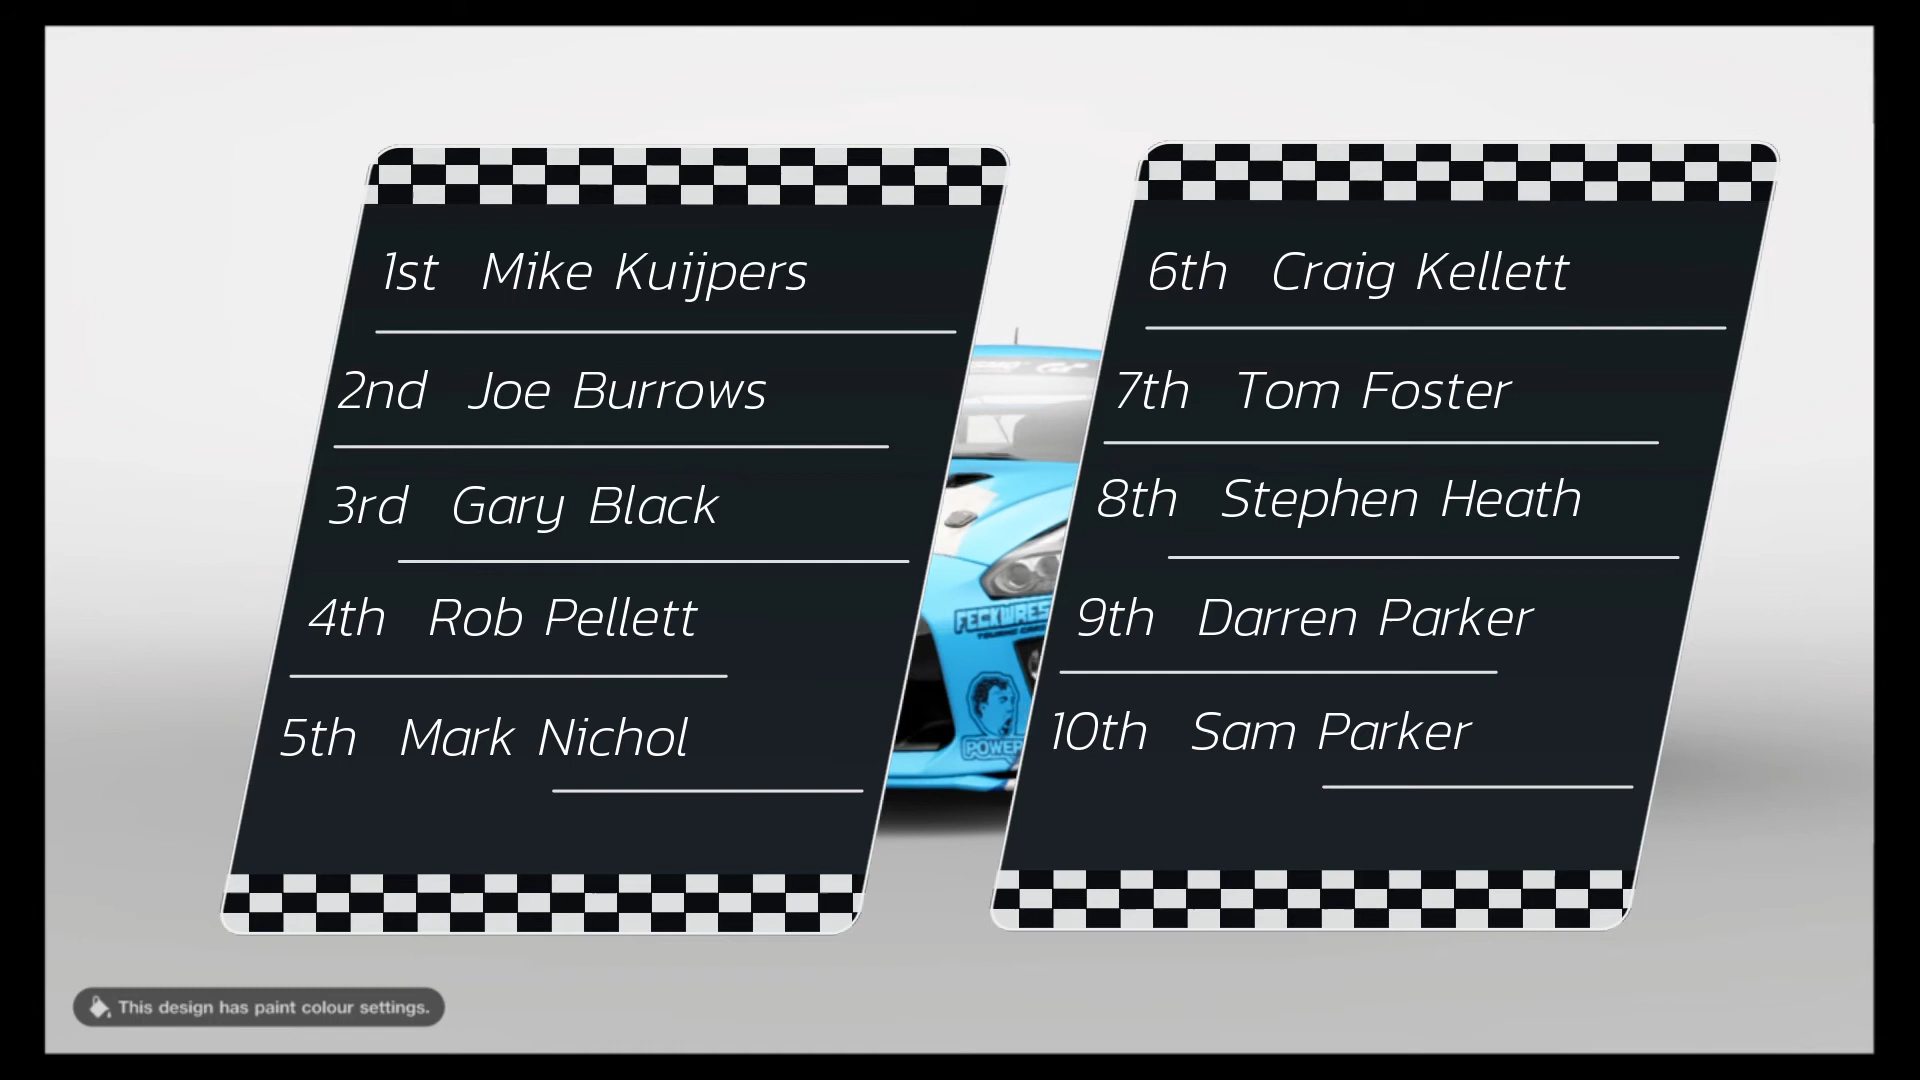 1st Mike Kuijpers
2nd Joe Burrows
3rd Gary Black
4th Rob Pellett
5th Mark Nichol
6th Craig Kellett
7th Tom Foster
8th Stephen Heath
9th Darren Parker
10th Sam Parker
POWER
This design has paint colour settings.